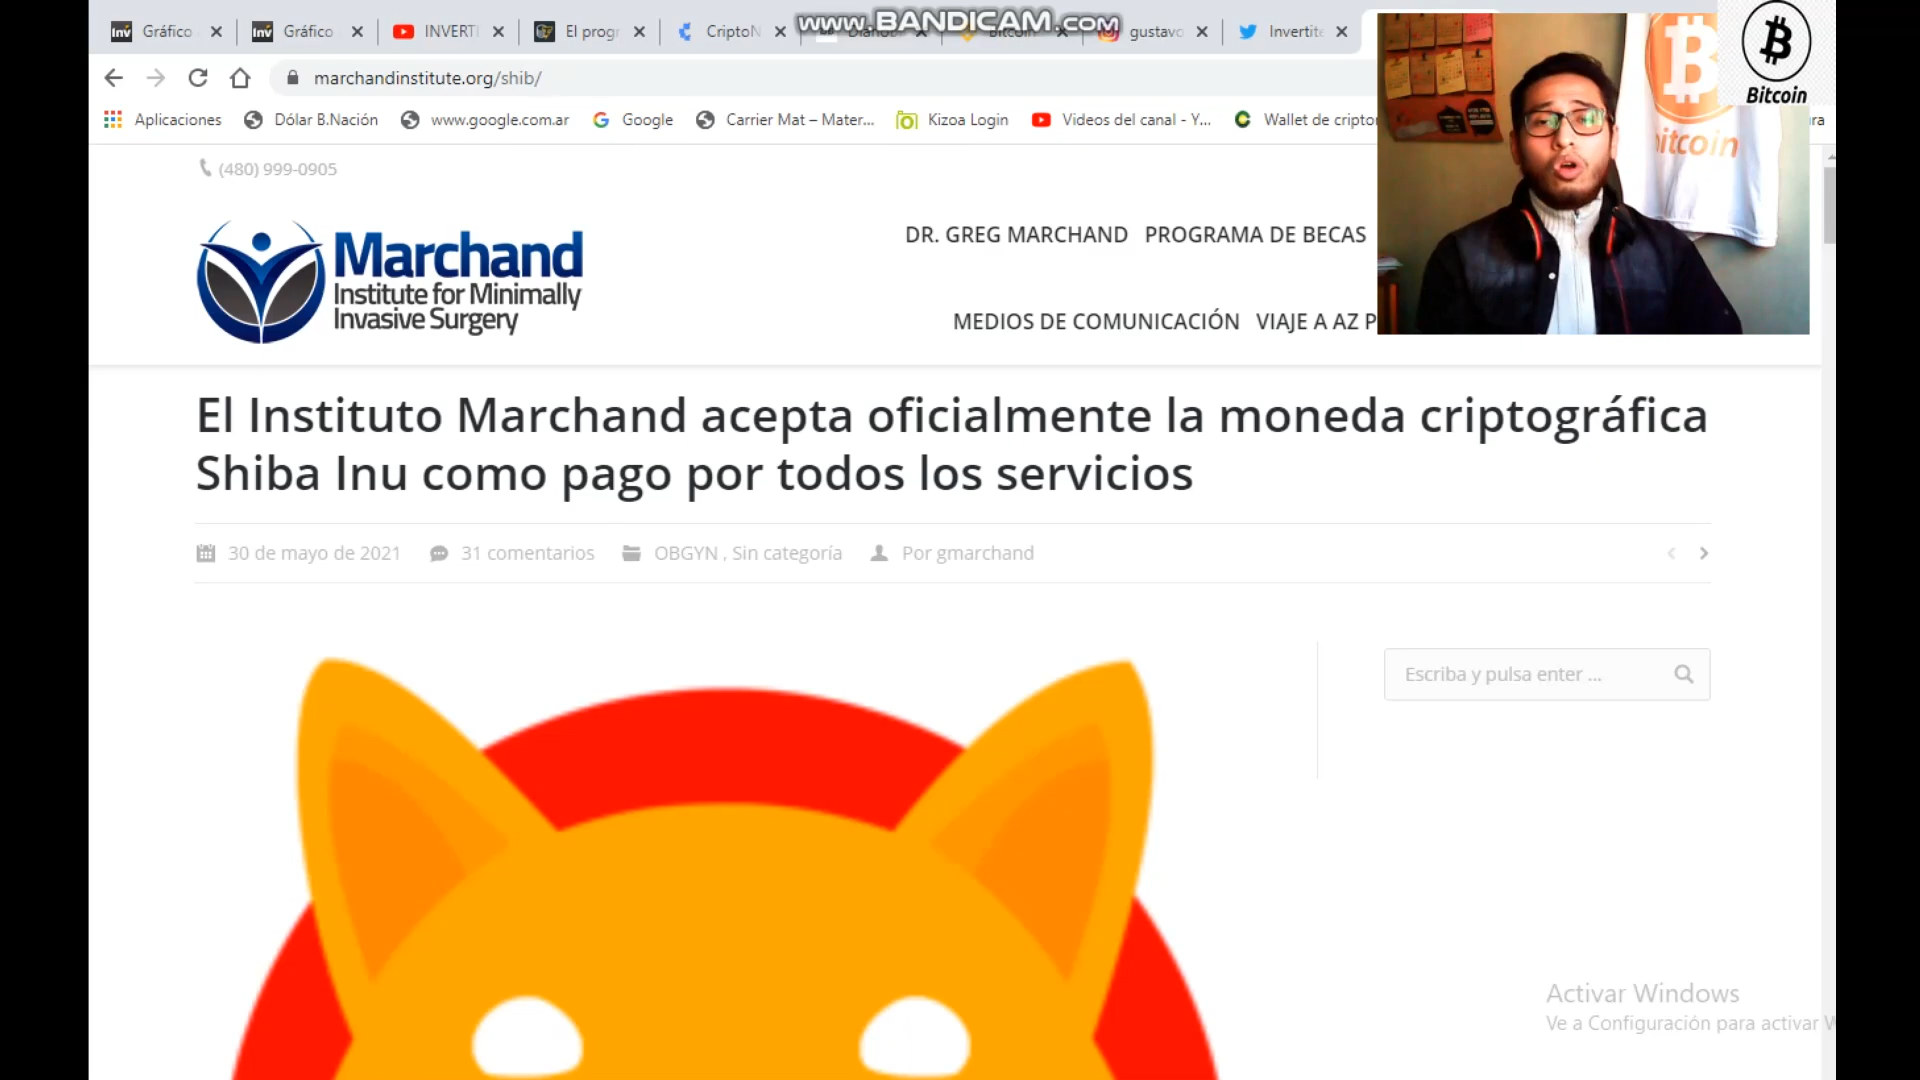 www.BANDICAM.com
Gráfico
Gráfico
INVERTI
El progr
CriptoN
Bitcoin
gustavo
Invertite
marchandinstitute.org/shib/
Aplicaciones
Dólar B.Nación
www.google.com.ar
Google
Carrier Mat – Mater...
Kizoa Login
Videos del canal - Y...
Wallet de cripto
Bitcoin
itcoin
(480) 999-0905
Marchand
Institute for Minimally
Invasive Surgery
DR. GREG MARCHAND
PROGRAMA DE BECAS
MEDIOS DE COMUNICACIÓN
VIAJE A AZ P
El Instituto Marchand acepta oficialmente la moneda criptográfica
Shiba Inu como pago por todos los servicios
30 de mayo de 2021
31 comentarios
OBGYN , Sin categoría
Por gmarchand
Escriba y pulsa enter ...
Activar Windows
Ve a Configuración para activar W